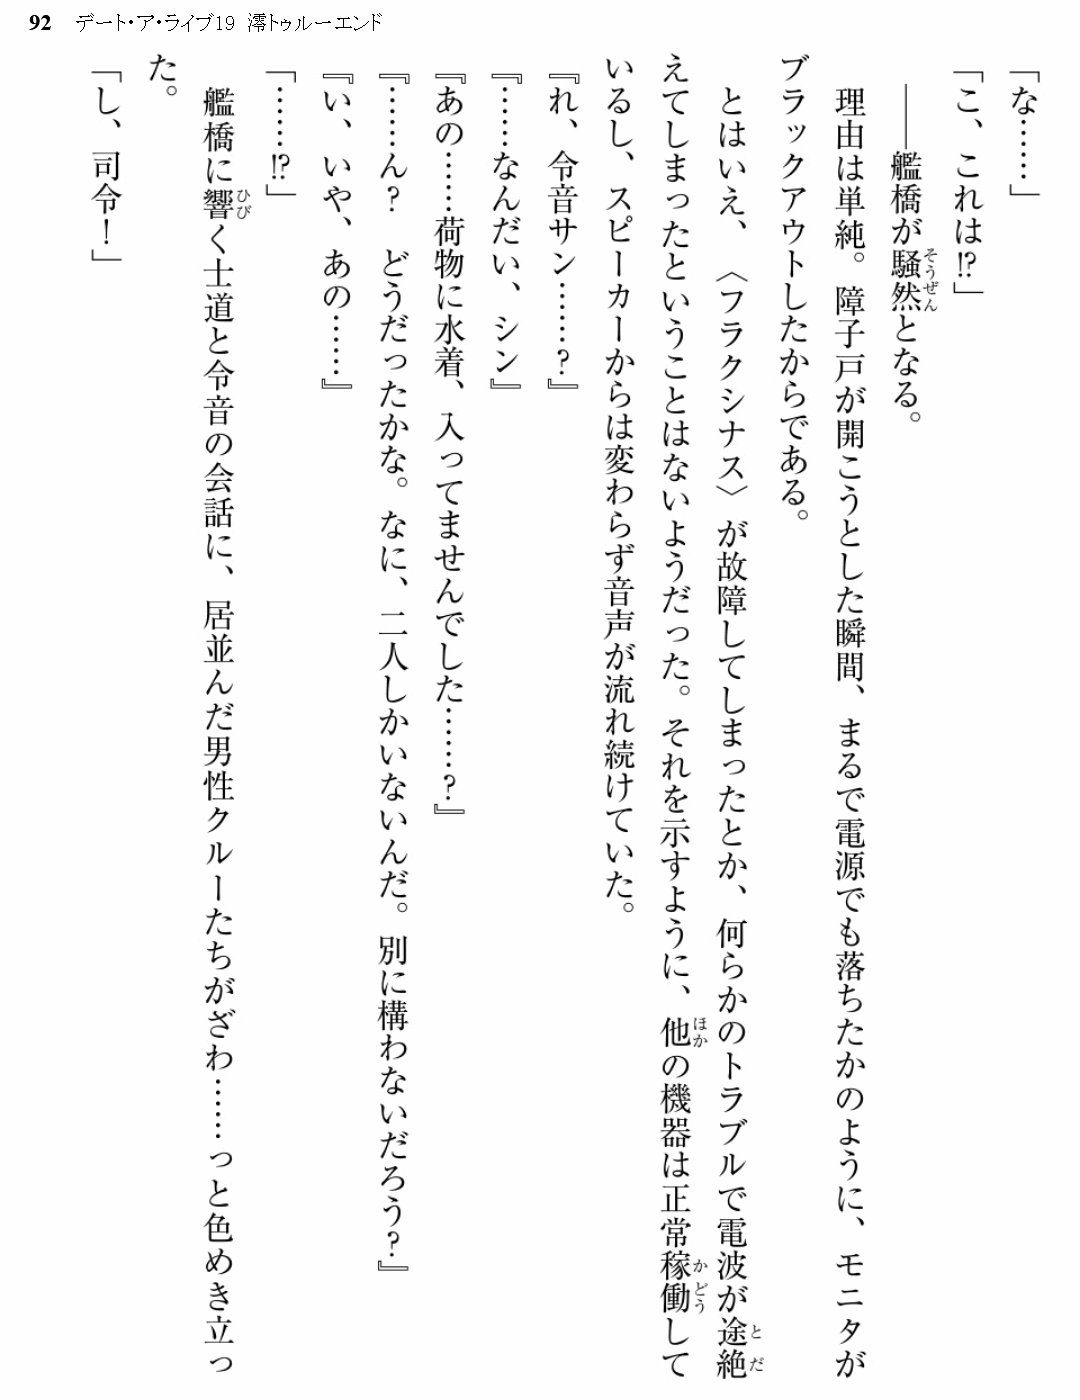 92 デート・ア・ライブ19 澪トゥルーエンド
「な……」
「こ、これは!?」
――艦橋が騒然となる。
理由は単純。障子戸が開こうとした瞬間、まるで電源でも落ちたかのように、モニタが
ブラックアウトしたからである。
とはいえ、〈フラクシナス〉が故障してしまったとか、何らかのトラブルで電波が途絶
えてしまったということはないようだった。それを示すように、他の機器は正常稼働して
いるし、スピーカーからは変わらず音声が流れ続けていた。
『れ、令音サン……?』
『……なんだい、シン』
『あの……荷物に水着、入ってませんでした……?』
『……ん? どうだったかな。なに、二人しかいないんだ。別に構わないだろう?』
『い、いや、あの……』
「……!?」
艦橋に響く士道と令音の会話に、居並んだ男性クルーたちがざわ……っと色めき立っ
た。
「し、司令!」